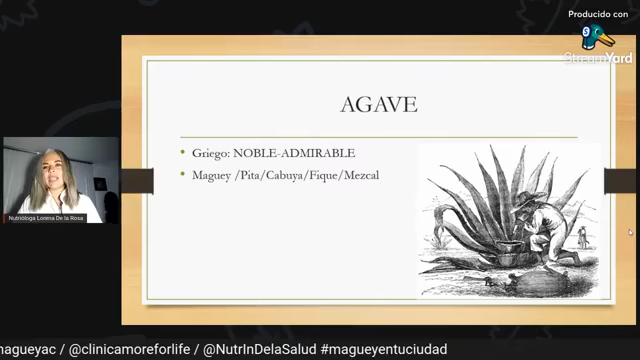 Producido con
StreamYard
AGAVE
Griego: NOBLE-ADMIRABLE
Maguey /Pita/Cabuya/Fique/Mezcal
Nutrióloga Lorena De la Rosa
nagueyac / @clinicamoreforlife / @NutrInDelaSalud #magueyentuciudad